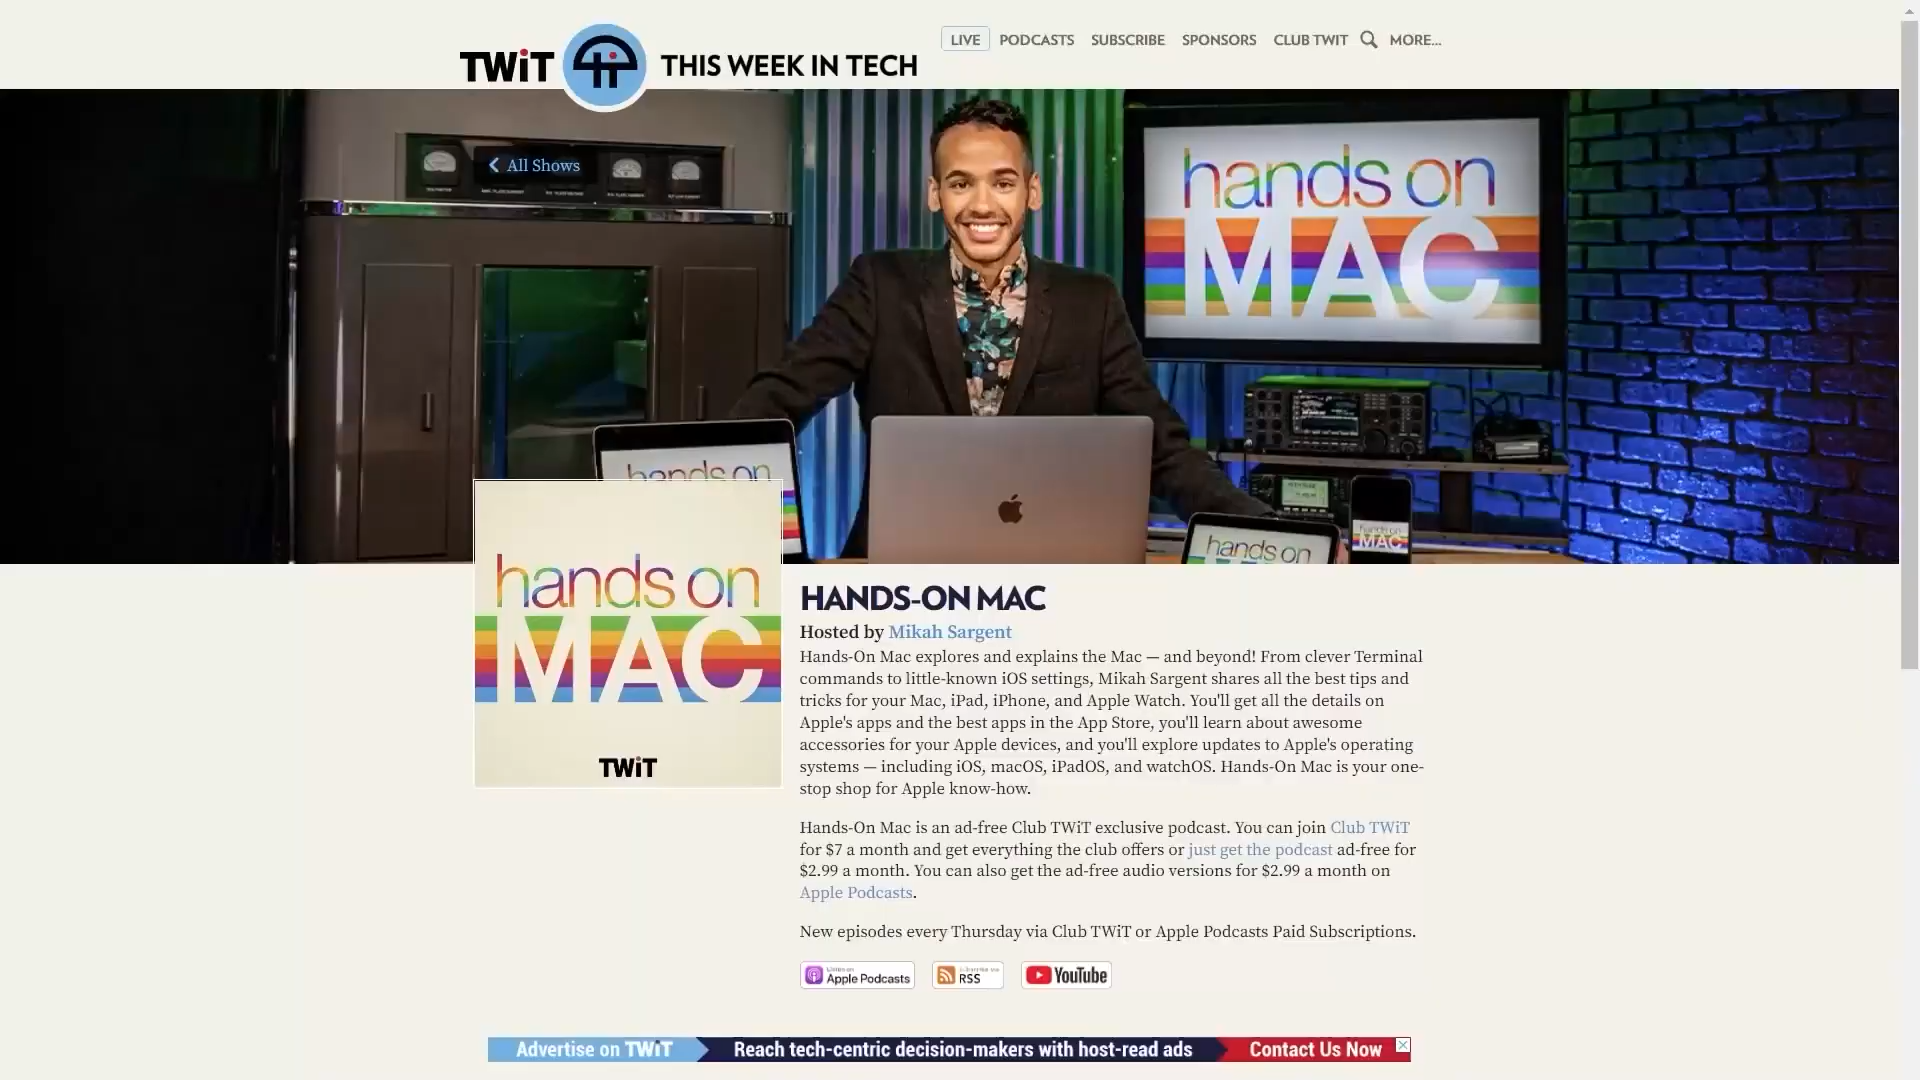 TWiT
THIS WEEK IN TECH
LIVE PODCASTS SUBSCRIBE SPONSORS CLUB TWIT MORE...
All Shows
hands on
MAC
hands on
hands on
hands on
MAC
hands on
MAC
TWiT
HANDS-ON MAC
Hosted by Mikah Sargent
Hands-On Mac explores and explains the Mac — and beyond! From clever Terminal
commands to little-known iOS settings, Mikah Sargent shares all the best tips and
tricks for your Mac, iPad, iPhone, and Apple Watch. You'll get all the details on
Apple's apps and the best apps in the App Store, you'll learn about awesome
accessories for your Apple devices, and you'll explore updates to Apple's operating
systems — including iOS, macOS, iPadOS, and watchOS. Hands-On Mac is your one-
stop shop for Apple know-how.
Hands-On Mac is an ad-free Club TWiT exclusive podcast. You can join Club TWiT
for $7 a month and get everything the club offers or just get the podcast ad-free for
$2.99 a month. You can also get the ad-free audio versions for $2.99 a month on
Apple Podcasts.
New episodes every Thursday via Club TWiT or Apple Podcasts Paid Subscriptions.
Listen on
Apple Podcasts
RSS
YouTube
Advertise on TWiT Reach tech-centric decision-makers with host-read ads Contact Us Now